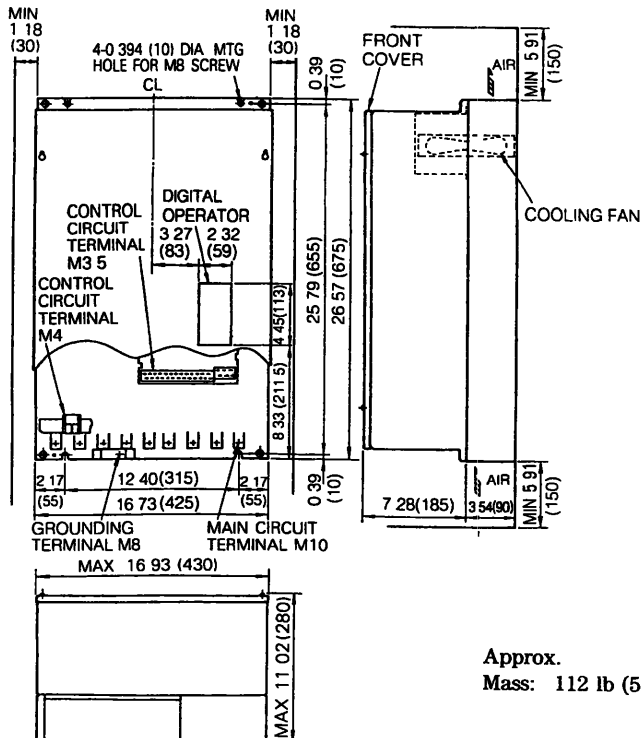 MIN
1 18
(30)
4-0 394 (10) DIA MTG
HOLE FOR M8 SCREW
CL
MIN
1 18
(30)
0 39
(10)
FRONT
COVER
AIR
MIN 5 91
(150)
COOLING FAN
CONTROL
CIRCUIT
TERMINAL
M3 5
DIGITAL
OPERATOR
3 27
(83)
2 32
(59)
CONTROL
CIRCUIT
TERMINAL
M4
4 45(113)
8 33 (211 5)
25 79 (655)
26 57 (675)
2 17
(55)
12 40(315)
2 17
(55)
16 73 (425)
0 39
(10)
GROUNDING
TERMINAL M8
MAIN CIRCUIT
TERMINAL M10
7 28(185)
3 54(90)
AIR
MIN 5 91
(150)
MAX 16 93 (430)
MAX 11 02(280)
Approx.
Mass: 112 lb (5